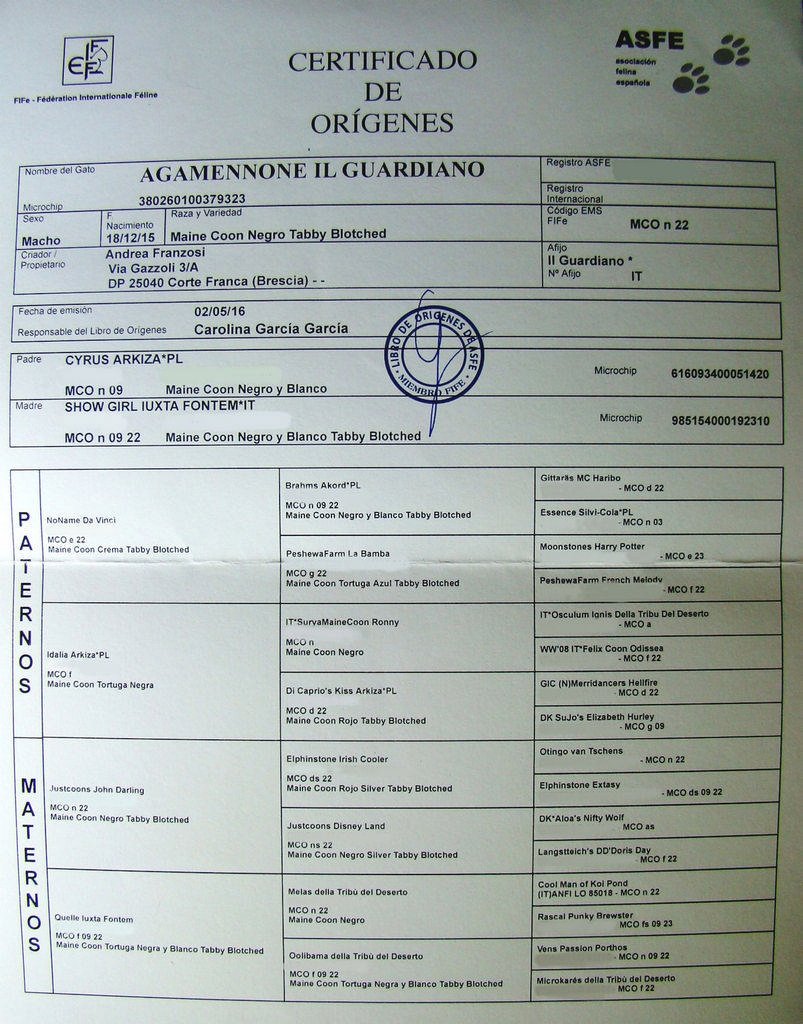 FIFe
FIFe - Fédération Internationale Féline
CERTIFICADO
DE
ORÍGENES
ASFE
asociación
felina
española
Nombre del Gato
AGAMENNONE IL GUARDIANO
Registro ASFE
Microchip
380260100379323
Registro
Internacional
Sexo
Macho
F
Nacimiento
18/12/15
Raza y Variedad
Maine Coon Negro Tabby Blotched
Código EMS
FIFe
MCO n 22
Criador /
Propietario
Andrea Franzosi
Via Gazzoli 3/A
DP 25040 Corte Franca (Brescia) - -
Afijo
Il Guardiano *
Nº Afijo IT
Fecha de emisión 02/05/16
Responsable del Libro de Orígenes Carolina García García
LIBRO DE ORIGENES DE ASFE
MIEMBRO FIFE
Padre CYRUS ARKIZA*PL
MCO n 09 Maine Coon Negro y Blanco
Microchip 616093400051420
Madre SHOW GIRL IUXTA FONTEM*IT
MCO n 09 22 Maine Coon Negro y Blanco Tabby Blotched
Microchip 985154000192310
PATERNOS
NoName Da Vinci
MCO e 22
Maine Coon Crema Tabby Blotched
Idalia Arkiza*PL
MCO f
Maine Coon Tortuga Negra
Brahms Akord*PL
MCO n 09 22
Maine Coon Negro y Blanco Tabby Blotched
PeshewaFarm La Bamba
MCO g 22
Maine Coon Tortuga Azul Tabby Blotched
IT*SurvaMaineCoon Ronny
MCO n
Maine Coon Negro
Di Caprio's Kiss Arkiza*PL
MCO d 22
Maine Coon Rojo Tabby Blotched
Gittarås MC Haribo
- MCO d 22
Essence Silvi-Cola*PL
- MCO n 03
Moonstones Harry Potter
- MCO e 23
PeshewaFarm French Melody
- MCO f 22
IT*Osculum Ignis Della Tribu Del Deserto
- MCO a
WW'08 IT*Felix Coon Odissea
- MCO f 22
GIC (N)Merridancers Hellfire
- MCO d 22
DK SuJo's Elizabeth Hurley
- MCO g 09
MATERNOS
Justcoons John Darling
MCO n 22
Maine Coon Negro Tabby Blotched
Quelle Iuxta Fontem
MCO f 09 22
Maine Coon Tortuga Negra y Blanco Tabby Blotched
Elphinstone Irish Cooler
MCO ds 22
Maine Coon Rojo Silver Tabby Blotched
Justcoons Disney Land
MCO ns 22
Maine Coon Negro Silver Tabby Blotched
Melas della Tribù del Deserto
MCO n 22
Maine Coon Negro
Oolibama della Tribù del Deserto
MCO f 09 22
Maine Coon Tortuga Negra y Blanco Tabby Blotched
Otingo van Tschens
- MCO n 22
Elphinstone Extasy
- MCO ds 09 22
DK*Aloa's Nifty Wolf
MCO as
Langstteich's DD'Doris Day
- MCO f 22
Cool Man of Koi Pond
(IT)ANFI LO 85018 - MCO n 22
Rascal Punky Brewster
MCO fs 09 23
Vens Passion Porthos
- MCO n 09 22
Microkarés della Tribù del Deserto
MCO f 22